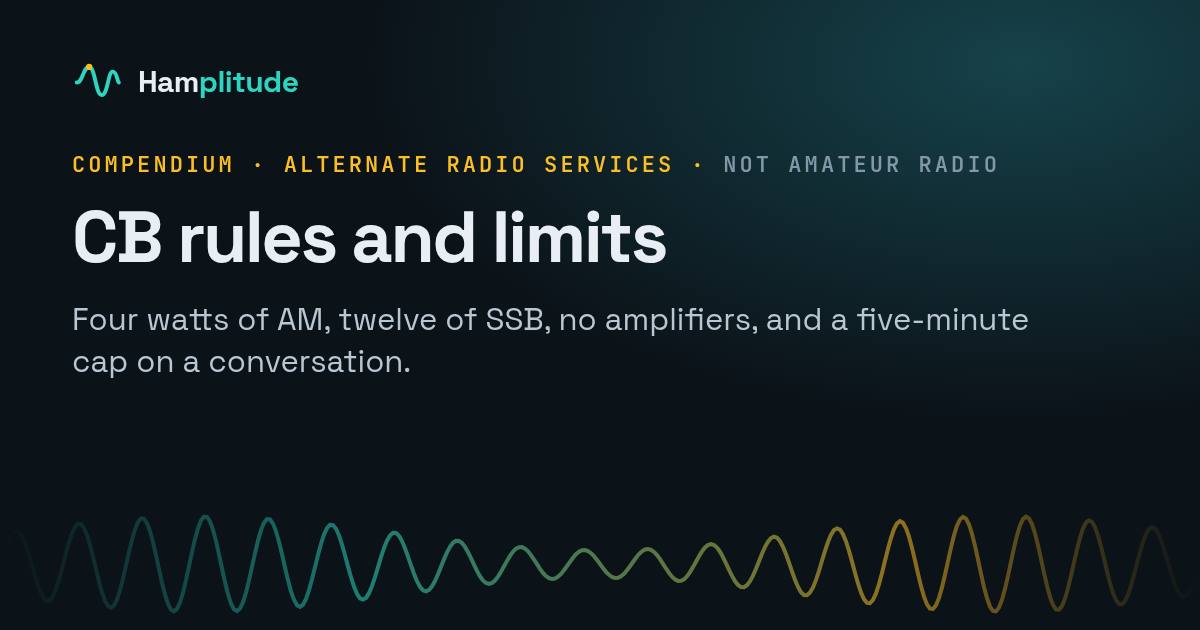 Hamplitude
COMPENDIUM · ALTERNATE RADIO SERVICES · NOT AMATEUR RADIO
CB rules and limits
Four watts of AM, twelve of SSB, no amplifiers, and a five-minute
cap on a conversation.